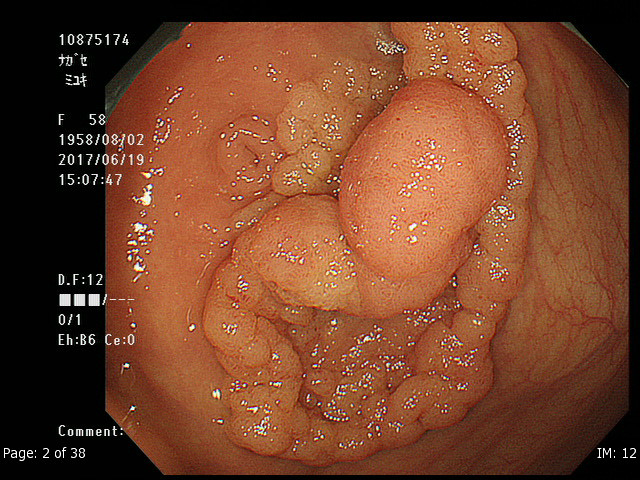 10875174
ﾅｶﾞｾ
ﾐﾕｷ
F 58
1958/08/02
2017/06/19
15:07:47
D.F:12
■■■/---
0/1
Eh:B6 Ce:0
Comment:
Page: 2 of 38
IM: 12